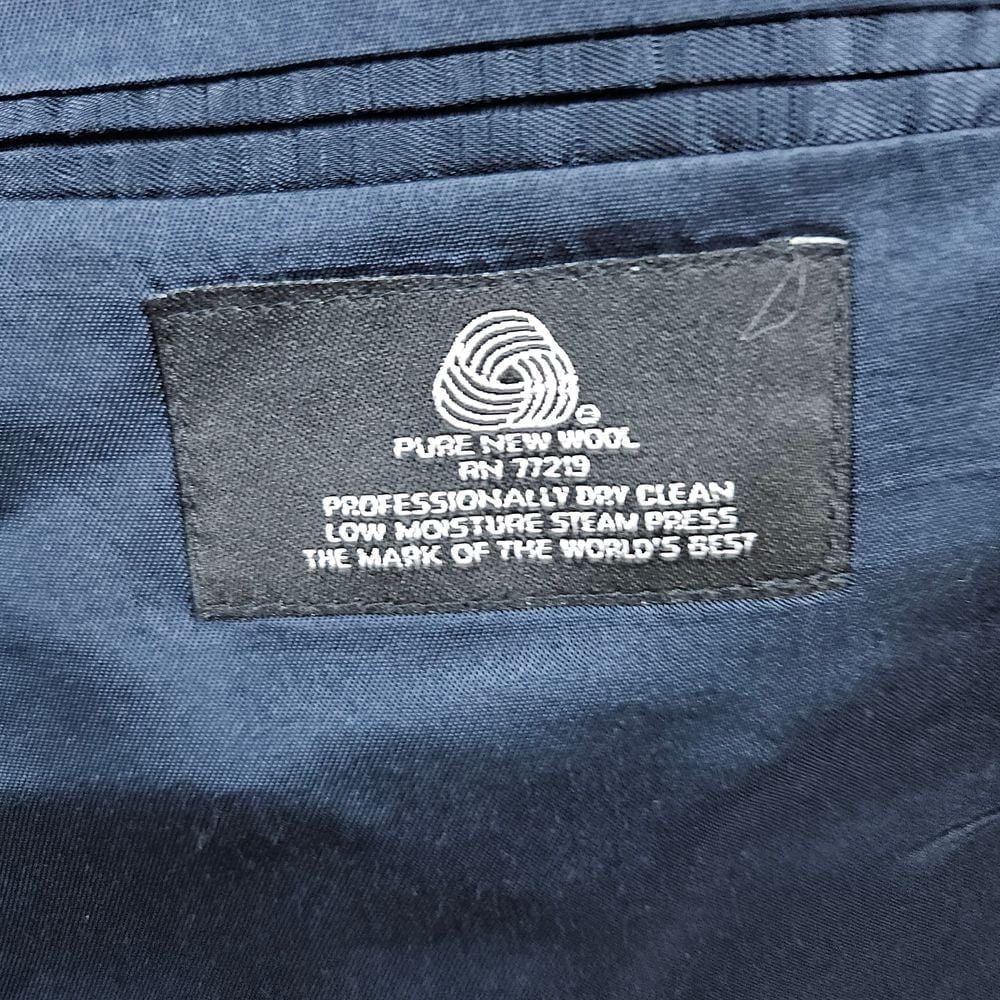 PURE NEW WOOL
RN 77219
PROFESSIONALLY DRY CLEAN
LOW MOISTURE STEAM PRESS
THE MARK OF THE WORLD'S BEST